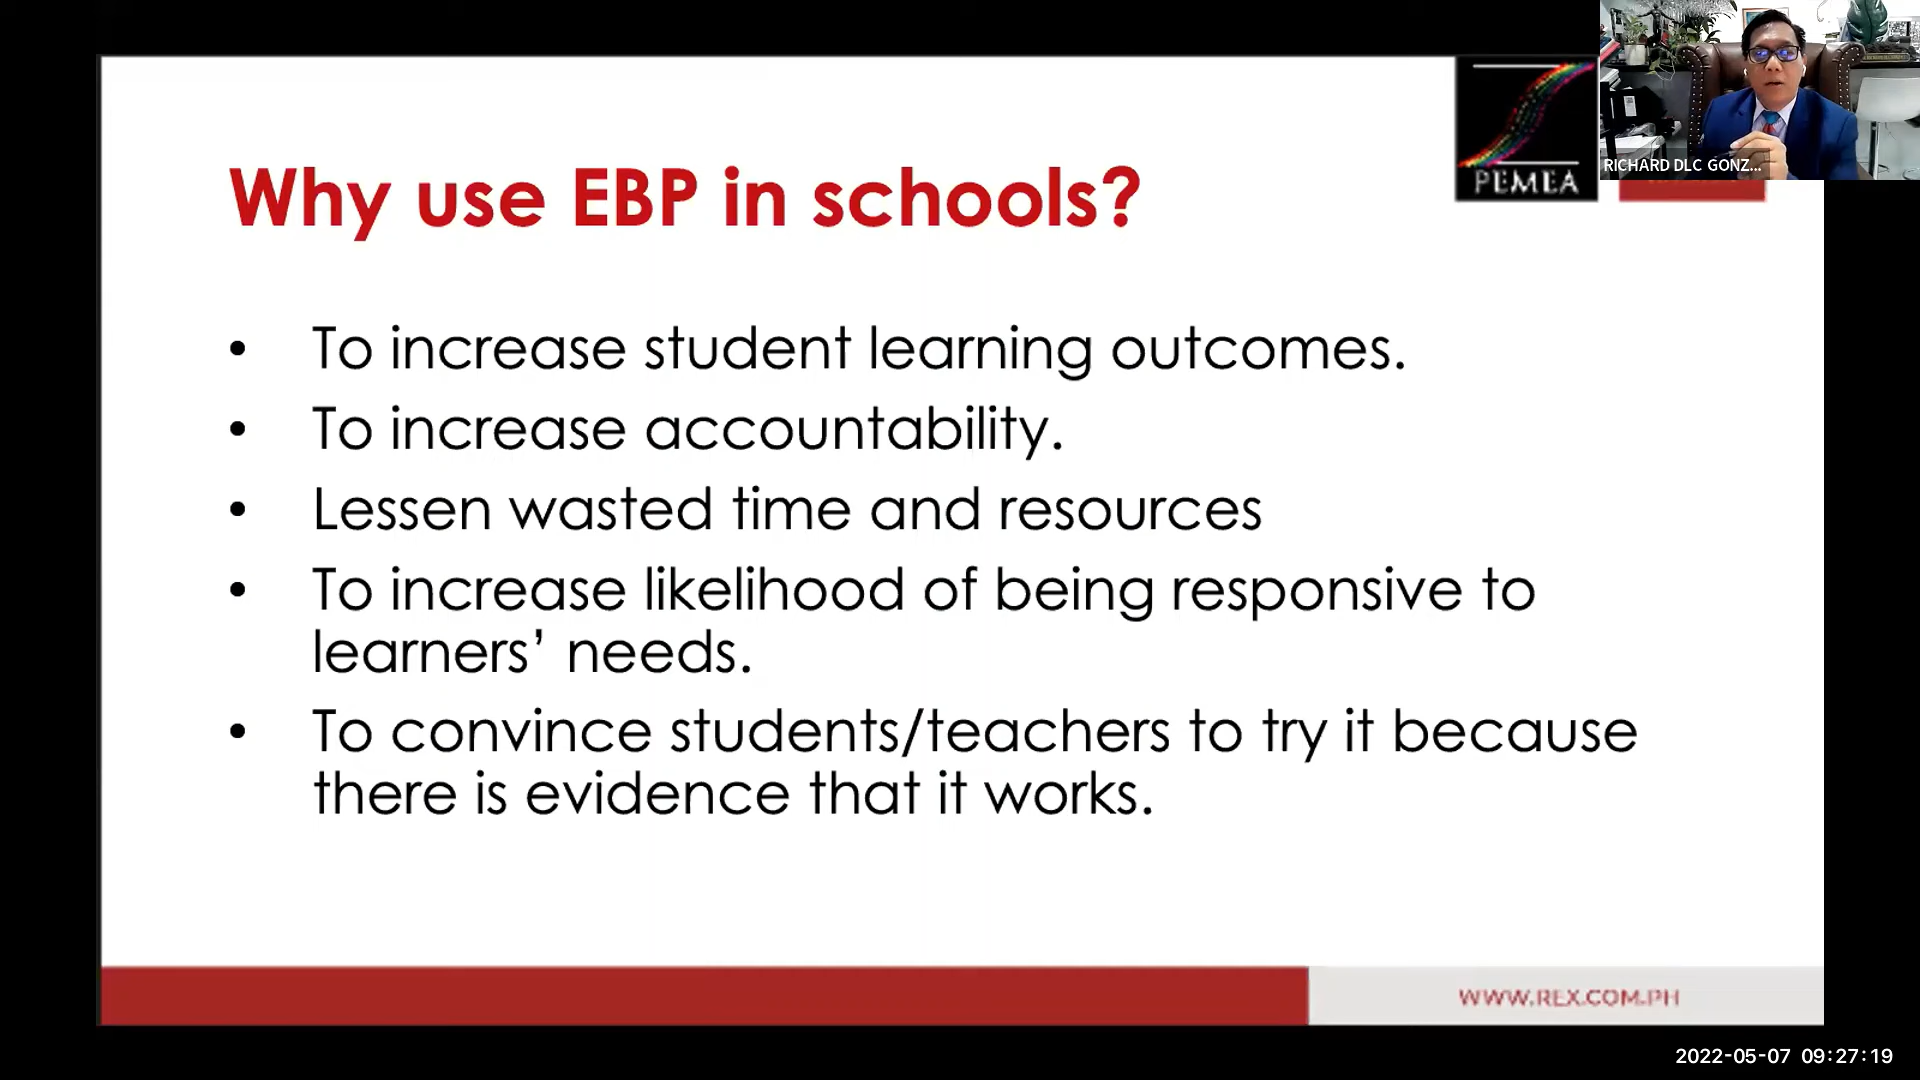 PEMEA
RICHARD DLC GONZ...
Why use EBP in schools?
• To increase student learning outcomes.
• To increase accountability.
• Lessen wasted time and resources
• To increase likelihood of being responsive to
learners’ needs.
• To convince students/teachers to try it because
there is evidence that it works.
WWW.REX.COM.PH
2022-05-07 09:27:19